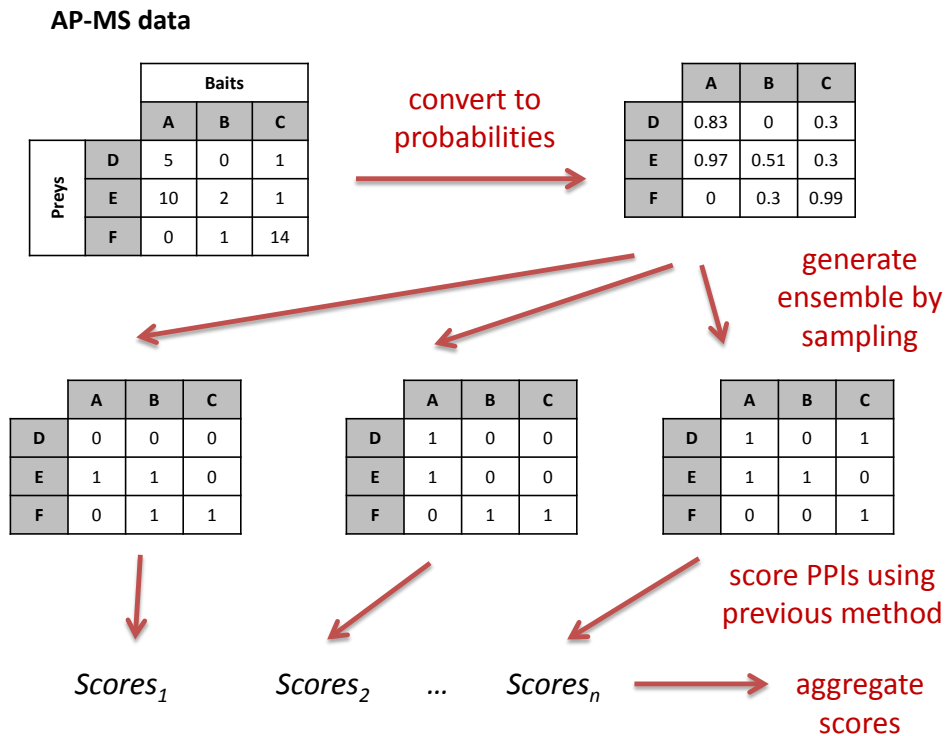 AP-MS data
Baits
A B C
Preys
D 5 0 1
E 10 2 1
F 0 1 14
convert to
probabilities
A B C
D 0.83 0 0.3
E 0.97 0.51 0.3
F 0 0.3 0.99
generate
ensemble by
sampling
A B C
D 0 0 0
E 1 1 0
F 0 1 1
A B C
D 1 0 0
E 1 0 0
F 0 1 1
A B C
D 1 0 1
E 1 1 0
F 0 0 1
score PPIs using
previous method
Scores1 Scores2 ... Scoresn
aggregate
scores